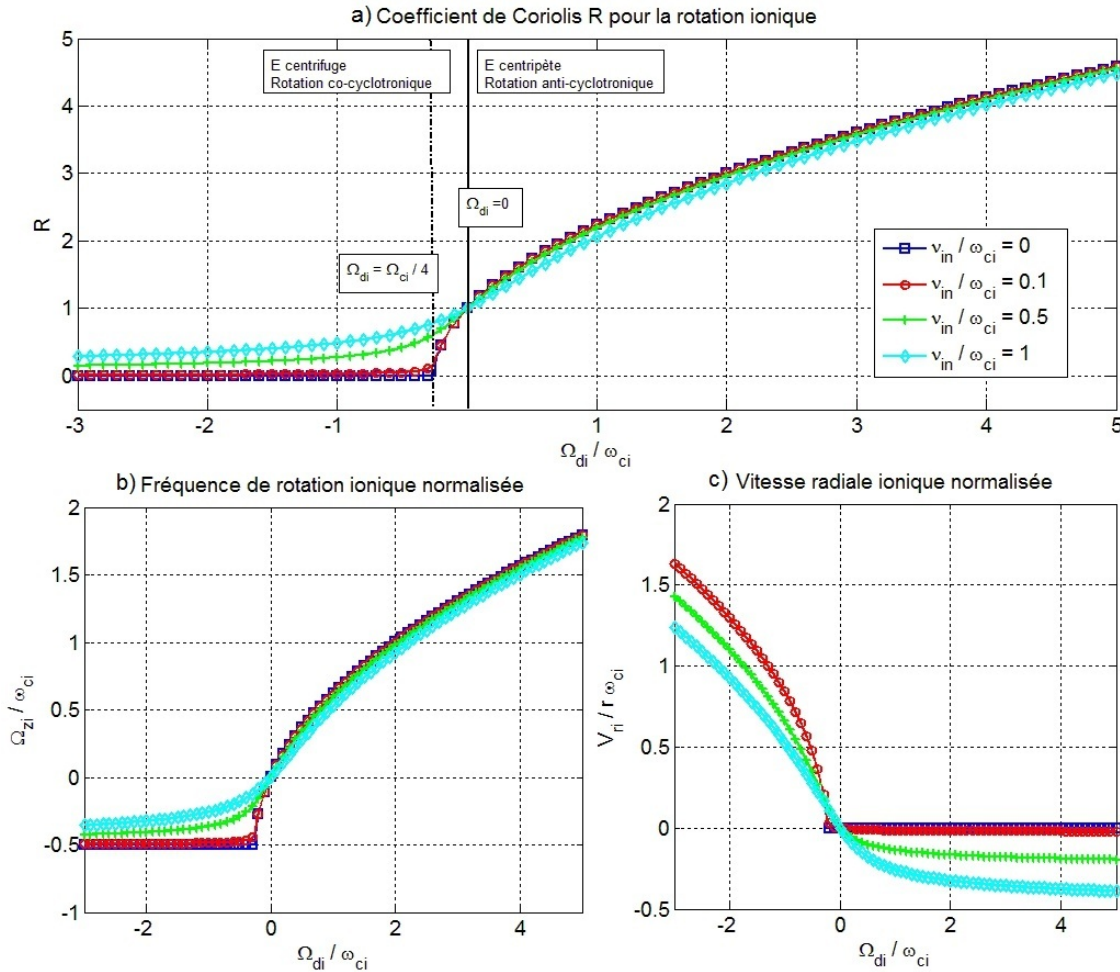 a) Coefficient de Coriolis R pour la rotation ionique
5
4
3
2
1
0
R
E centrifuge
Rotation co-cyclotronique
E centripète
Rotation anti-cyclotronique
Ω_di =0
Ω_di = Ω_ci / 4
ν_in / ω_ci = 0
ν_in / ω_ci = 0.1
ν_in / ω_ci = 0.5
ν_in / ω_ci = 1
-3 -2 -1 0 1 2 3 4 5
Ω_di / ω_ci
b) Fréquence de rotation ionique normalisée
2
1.5
1
0.5
0
-0.5
-1
Ω_zi / ω_ci
-2 0 2 4
Ω_di / ω_ci
c) Vitesse radiale ionique normalisée
2
1.5
1
0.5
0
-0.5
V_ri / r ω_ci
-2 0 2 4
Ω_di / ω_ci